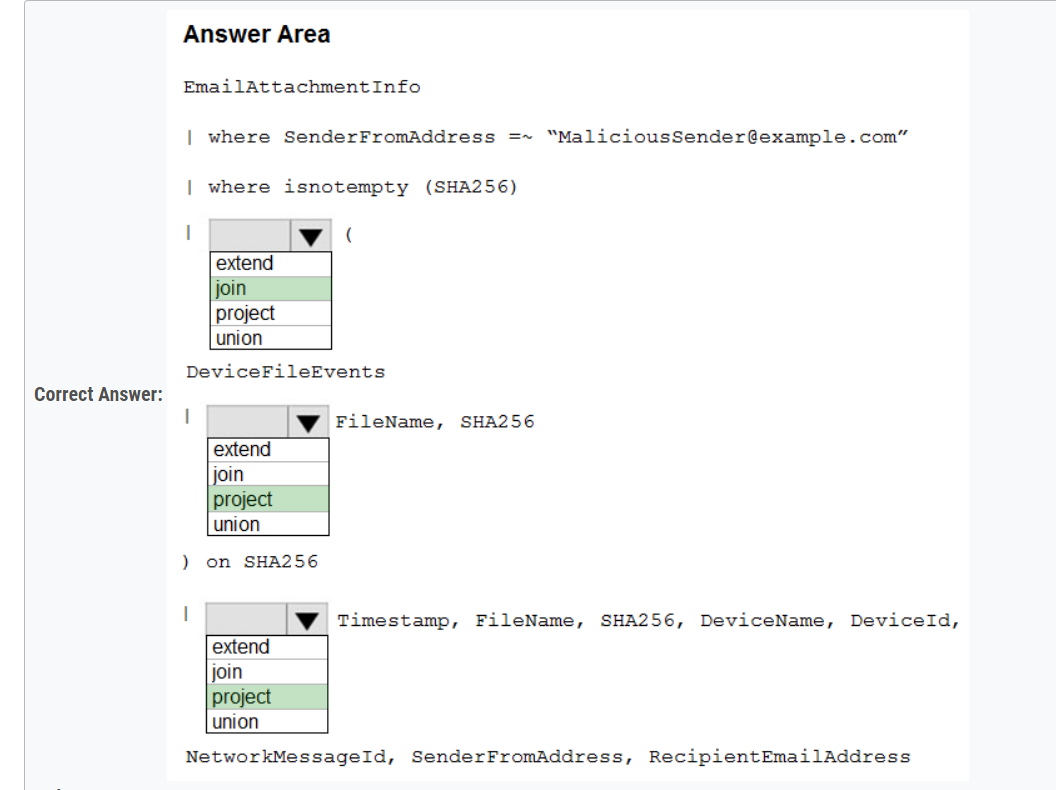 Answer Area
EmailAttachmentInfo
| where SenderFromAddress =~ “MaliciousSender@example.com”
| where isnotempty (SHA256)
| (
extend
join
project
union
DeviceFileEvents
Correct Answer:
| FileName, SHA256
extend
join
project
union
) on SHA256
| Timestamp, FileName, SHA256, DeviceName, DeviceId,
extend
join
project
union
NetworkMessageId, SenderFromAddress, RecipientEmailAddress